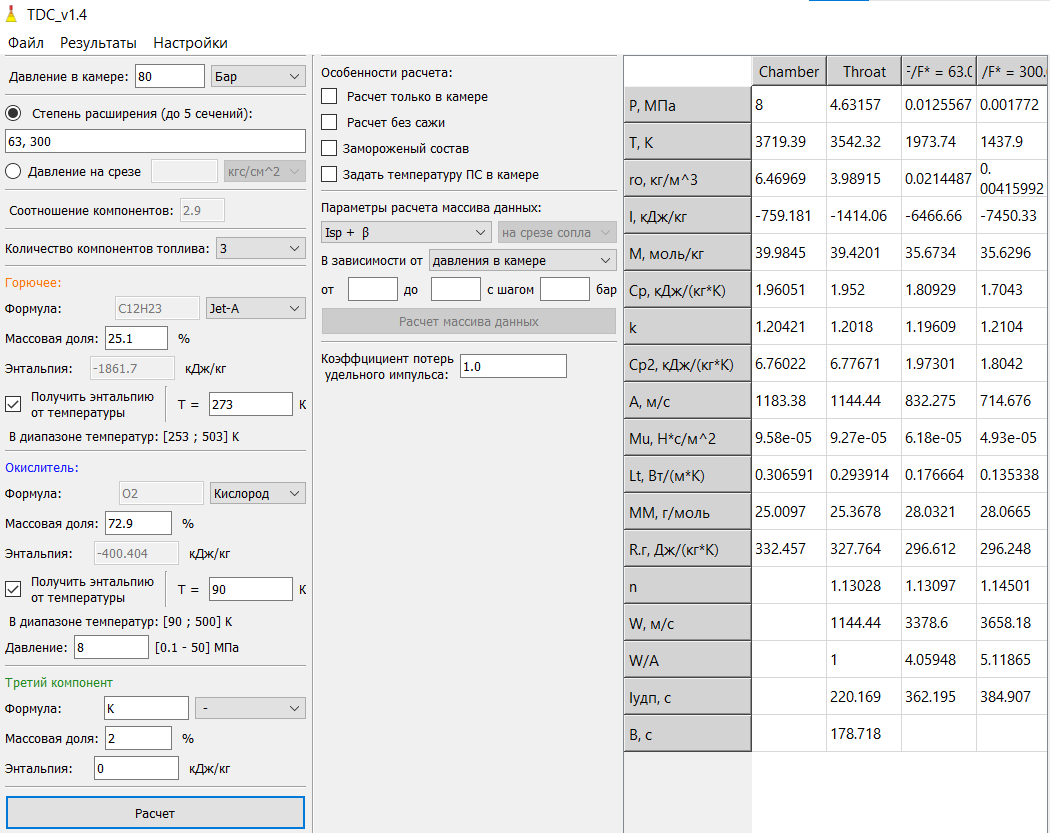 TDC_v1.4
Файл Результаты Настройки
Давление в камере: 80 Бар
Степень расширения (до 5 сечений):
63, 300
Давление на срезе кгс/см^2
Соотношение компонентов: 2.9
Количество компонентов топлива: 3
Горючее:
Формула: C12H23 Jet-A
Массовая доля: 25.1 %
Энтальпия: -1861.7 кДж/кг
Получить энтальпию
от температуры T = 273 K
В диапазоне температур: [253 ; 503] K
Окислитель:
Формула: O2 Кислород
Массовая доля: 72.9 %
Энтальпия: -400.404 кДж/кг
Получить энтальпию
от температуры T = 90 K
В диапазоне температур: [90 ; 500] K
Давление: 8 [0.1 - 50] МПа
Третий компонент
Формула: K -
Массовая доля: 2 %
Энтальпия: 0 кДж/кг
Расчет
Особенности расчета:
Расчет только в камере
Расчет без сажи
Замороженый состав
Задать температуру ПС в камере
Параметры расчета массива данных:
Isp + β на срезе сопла
В зависимости от давления в камере
от до с шагом бар
Расчет массива данных
Коэффцициент потерь
удельного импульса: 1.0
Chamber Throat F/F* = 63.0 /F* = 300.0
P, МПа 8 4.63157 0.0125567 0.001772
T, К 3719.39 3542.32 1973.74 1437.9
ro, кг/м^3 6.46969 3.98915 0.0214487 0.
00415992
I, кДж/кг -759.181 -1414.06 -6466.66 -7450.33
M, моль/кг 39.9845 39.4201 35.6734 35.6296
Cp, кДж/(кг*К) 1.96051 1.952 1.80929 1.7043
k 1.20421 1.2018 1.19609 1.2104
Cp2, кДж/(кг*К) 6.76022 6.77671 1.97301 1.8042
A, м/с 1183.38 1144.44 832.275 714.676
Mu, Н*с/м^2 9.58e-05 9.27e-05 6.18e-05 4.93e-05
Lt, Вт/(м*К) 0.306591 0.293914 0.176664 0.135338
MM, г/моль 25.0097 25.3678 28.0321 28.0665
R.г, Дж/(кг*К) 332.457 327.764 296.612 296.248
n 1.13028 1.13097 1.14501
W, м/с 1144.44 3378.6 3658.18
W/A 1 4.05948 5.11865
Iудп, с 220.169 362.195 384.907
B, с 178.718